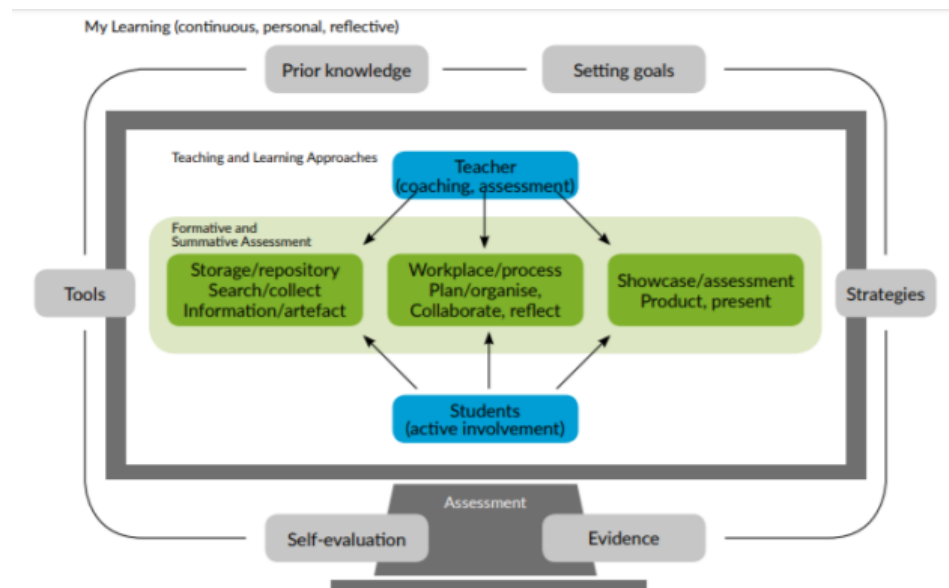 My Learning (continuous, personal, reflective)
Prior knowledge
Setting goals
Teaching and Learning Approaches
Teacher
(coaching, assessment)
Formative and
Summative Assessment
Storage/repository
Search/collect
Information/artefact
Workplace/process
Plan/organise,
Collaborate, reflect
Showcase/assessment
Product, present
Tools
Strategies
Students
(active involvement)
Assessment
Self-evaluation
Evidence